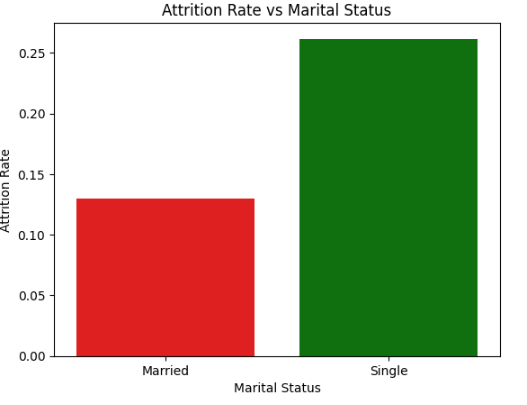 Attrition Rate vs Marital Status
Attrition Rate
0.25
0.20
0.15
0.10
0.05
0.00
Married Single
Marital Status